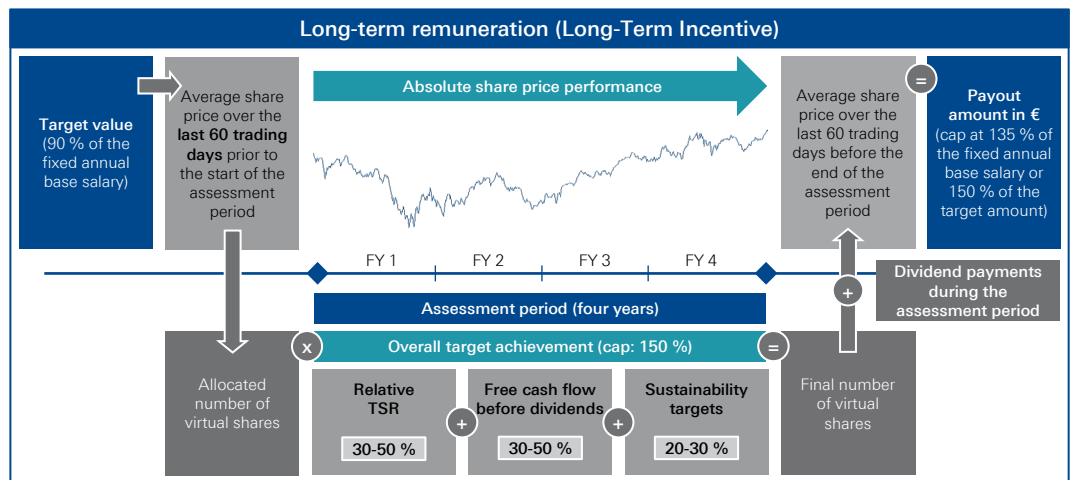 Long-term remuneration (Long-Term Incentive)
Target value
(90 % of the
fixed annual
base salary)
Average share
price over the
last 60 trading
days prior to
the start of the
assessment
period
Absolute share price performance
Average share
price over the
last 60 trading
days before the
end of the
assessment
period
=
Payout
amount in €
(cap at 135 % of
the fixed annual
base salary or
150 % of the
target amount)
FY 1
FY 2
FY 3
FY 4
Assessment period (four years)
+
Dividend payments
during the
assessment period
x
Overall target achievement (cap: 150 %)
=
Allocated
number of
virtual shares
Relative
TSR
30-50 %
+
Free cash flow
before dividends
30-50 %
+
Sustainability
targets
20-30 %
Final number
of virtual
shares